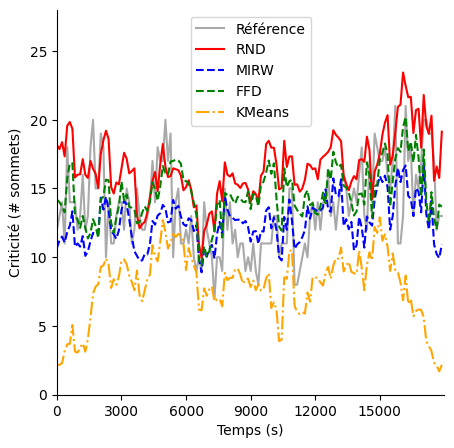 Référence
RND
MIRW
FFD
KMeans
Criticité (# sommets)
25
20
15
10
5
0
0 3000 6000 9000 12000 15000
Temps (s)